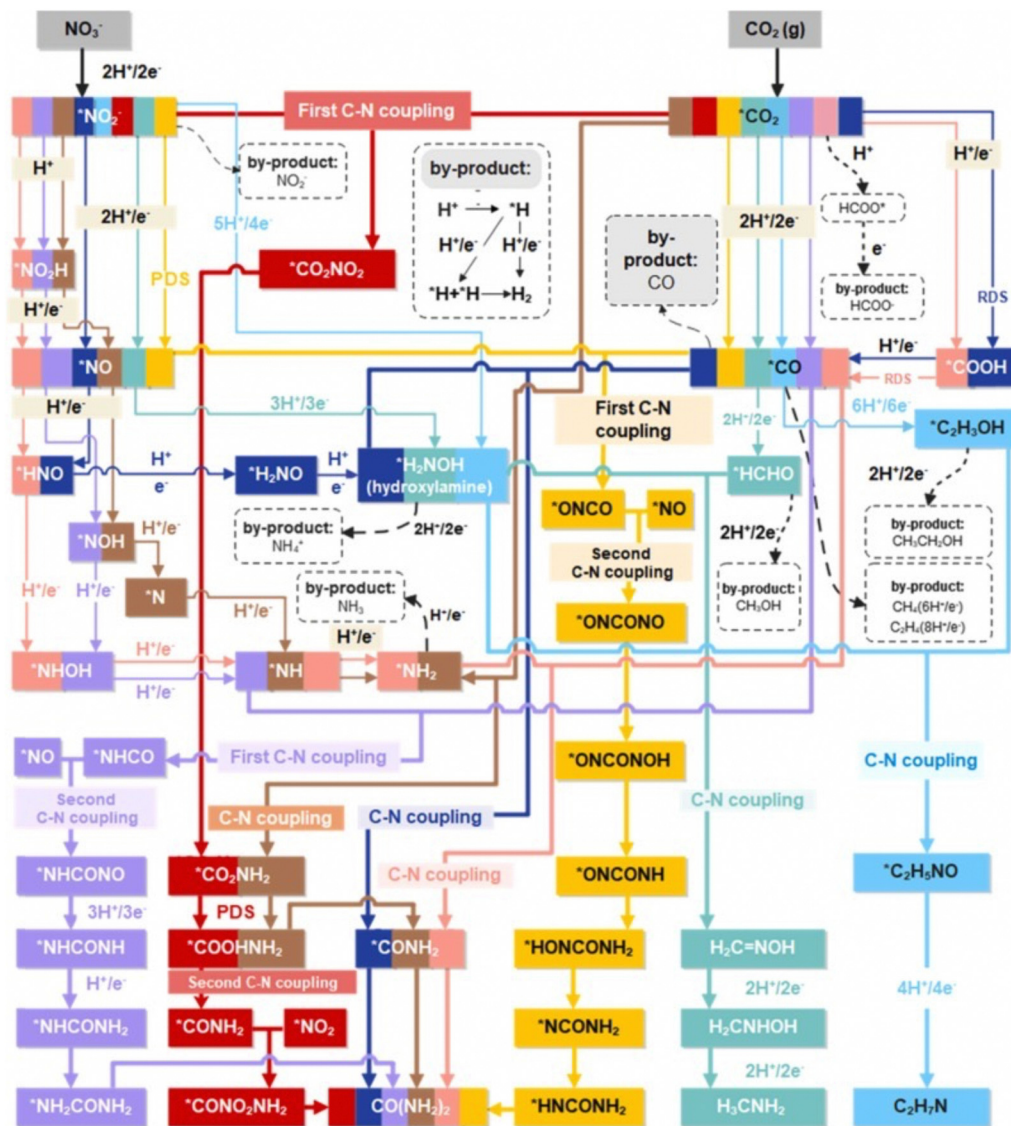 NO₃⁻
CO₂ (g)
2H⁺/2e⁻
*NO₂⁻
First C-N coupling
*CO₂
H⁺
by-product:
NO₂⁻
by-product:
H⁺
*H
H⁺/e⁻
H⁺/e⁻
*H+*H
H₂
H⁺
H⁺/e⁻
2H⁺/e⁻
5H⁺/4e⁻
by-
product:
CO
2H⁺/2e⁻
HCOO*
e⁻
by-product:
HCOO⁻
*NO₂H
PDS
*CO₂NO₂
RDS
H⁺/e⁻
*NO
*CO
H⁺/e⁻
RDS
*COOH
H⁺/e⁻
3H⁺/3e⁻
First C-N
coupling
2H⁺/2e⁻
6H⁺/6e⁻
*C₂H₃OH
*HNO
H⁺
e⁻
*H₂NO
H⁺
e⁻
*H₂NOH
(hydroxylamine)
*HCHO
2H⁺/2e⁻
*ONCO
*NO
by-product:
NH₄⁺
2H⁺/2e⁻
2H⁺/2e⁻
by-product:
CH₃CH₂OH
*NOH
H⁺/e⁻
Second
C-N coupling
H⁺/e⁻
H⁺/e⁻
*N
H⁺/e⁻
by-product:
NH₃
H⁺/e⁻
by-product:
CH₃OH
by-product:
CH₄(6H⁺/e⁻)
C₂H₄(8H⁺/e⁻)
*ONCONO
H⁺/e⁻
*NHOH
H⁺/e⁻
H⁺/e⁻
*NH
*NH₂
*NO
*NHCO
First C-N coupling
*ONCONOH
C-N coupling
Second
C-N coupling
C-N coupling
C-N coupling
C-N coupling
C-N coupling
*NHCONO
*CO₂NH₂
*ONCONH
*C₂H₅NO
3H⁺/3e⁻
PDS
*NHCONH
*COOHNH₂
*CONH₂
*HONCONH₂
H₂C=NOH
H⁺/e⁻
Second C-N coupling
2H⁺/2e⁻
4H⁺/4e⁻
*NHCONH₂
*CONH₂
*NO₂
*NCONH₂
H₂CNHOH
2H⁺/2e⁻
*NH₂CONH₂
*CONO₂NH₂
CO(NH₂)₂
*HNCONH₂
H₃CNH₂
C₂H₇N